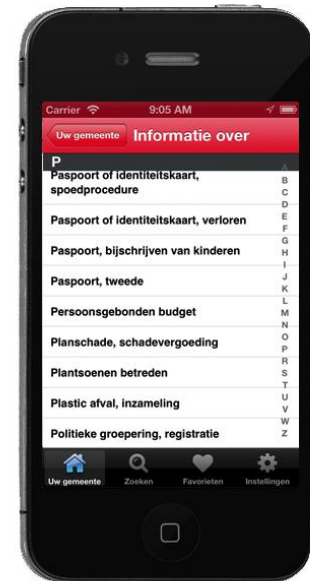 Carrier 9:05 AM
Uw gemeente Informatie over
P
Paspoort of identiteitskaart,
spoedprocedure
Paspoort of identiteitskaart, verloren
Paspoort, bijschrijven van kinderen
Paspoort, tweede
Persoonsgebonden budget
Planschade, schadevergoeding
Plantsoenen betreden
Plastic afval, inzameling
Politieke groepering, registratie
A
B
C
D
E
F
G
H
I
J
K
L
M
N
O
P
R
S
T
U
V
W
Z
Uw gemeente Zoeken Favorieten Instellingen